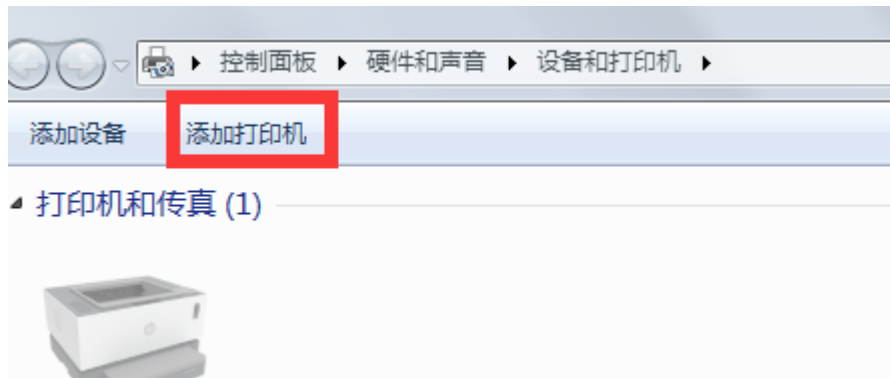 控制面板 ▸ 硬件和声音 ▸ 设备和打印机 ▸
添加设备 添加打印机
打印机和传真 (1)